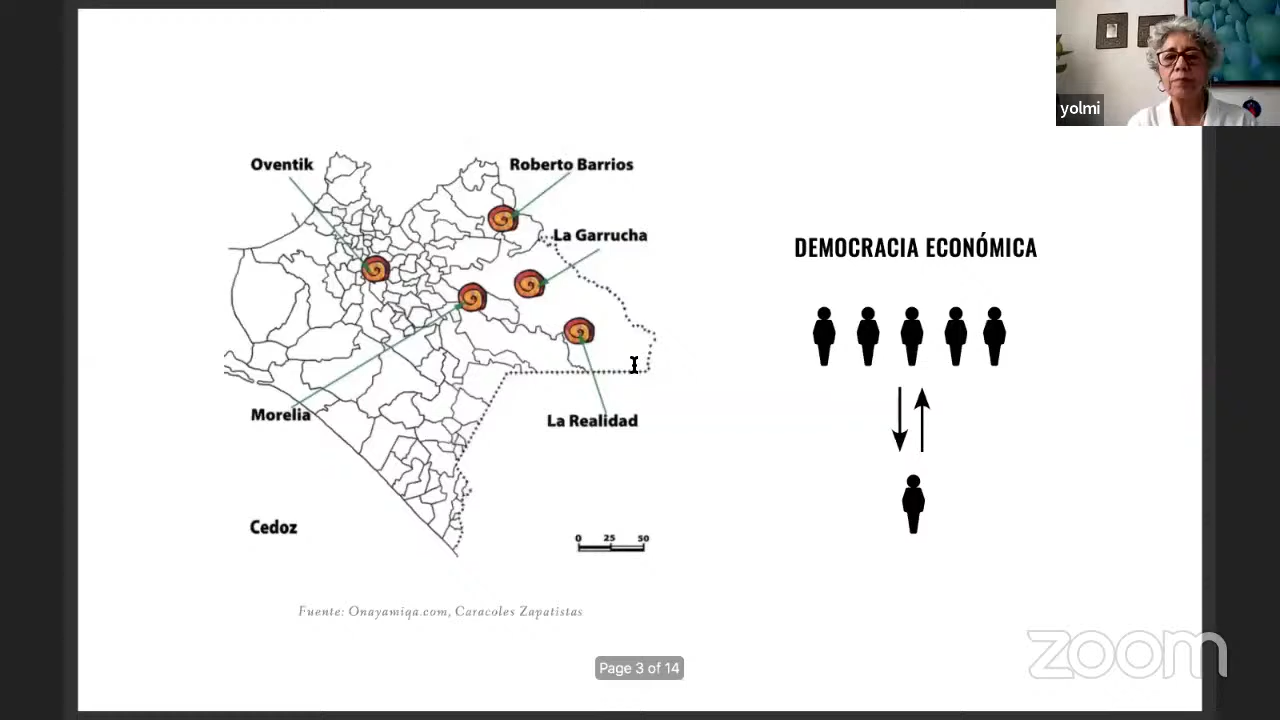 yolmi
Oventik
Roberto Barrios
La Garrucha
DEMOCRACIA ECONÓMICA
Morelia
La Realidad
Cedoz
0 25 50
Fuente: Onayamiqa.com, Caracoles Zapatistas
Page 3 of 14
zoom